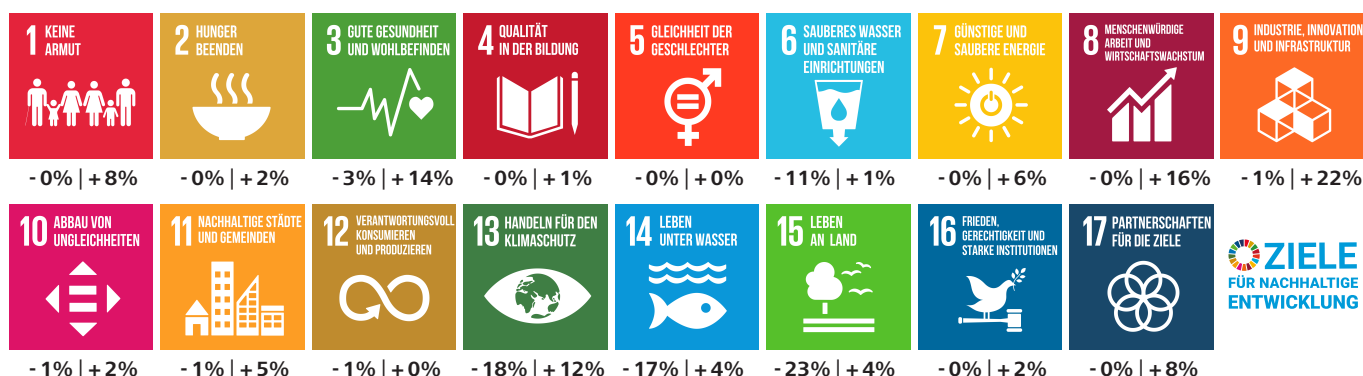 1 KEINE
ARMUT
2 HUNGER
BEENDEN
3 GUTE GESUNDHEIT
UND WOHLBEFINDEN
4 QUALITÄT
IN DER BILDUNG
5 GLEICHHEIT DER
GESCHLECHTER
6 SAUBERES WASSER
UND SANITÄRE
EINRICHTUNGEN
7 GÜNSTIGE UND
SAUBERE ENERGIE
8 MENSCHENWÜRDIGE
ARBEIT UND
WIRTSCHAFTSWACHSTUM
9 INDUSTRIE, INNOVATION
UND INFRASTRUKTUR
- 0% | + 8%
- 0% | + 2%
- 3% | + 14%
- 0% | + 1%
- 0% | + 0%
- 11% | + 1%
- 0% | + 6%
- 0% | + 16%
- 1% | + 22%
10 ABBAU VON
UNGLEICHHEITEN
11 NACHHALTIGE STÄDTE
UND GEMEINDEN
12 VERANTWORTUNGSVOLL
KONSUMIEREN
UND PRODUZIEREN
13 HANDELN FÜR DEN
KLIMASCHUTZ
14 LEBEN
UNTER WASSER
15 LEBEN
AN LAND
16 FRIEDEN,
GERECHTIGKEIT UND
STARKE INSTITUTIONEN
17 PARTNERSCHAFTEN
FÜR DIE ZIELE
ZIELE
FÜR NACHHALTIGE
ENTWICKLUNG
- 1% | + 2%
- 1% | + 5%
- 1% | + 0%
- 18% | + 12%
- 17% | + 4%
- 23% | + 4%
- 0% | + 2%
- 0% | + 8%